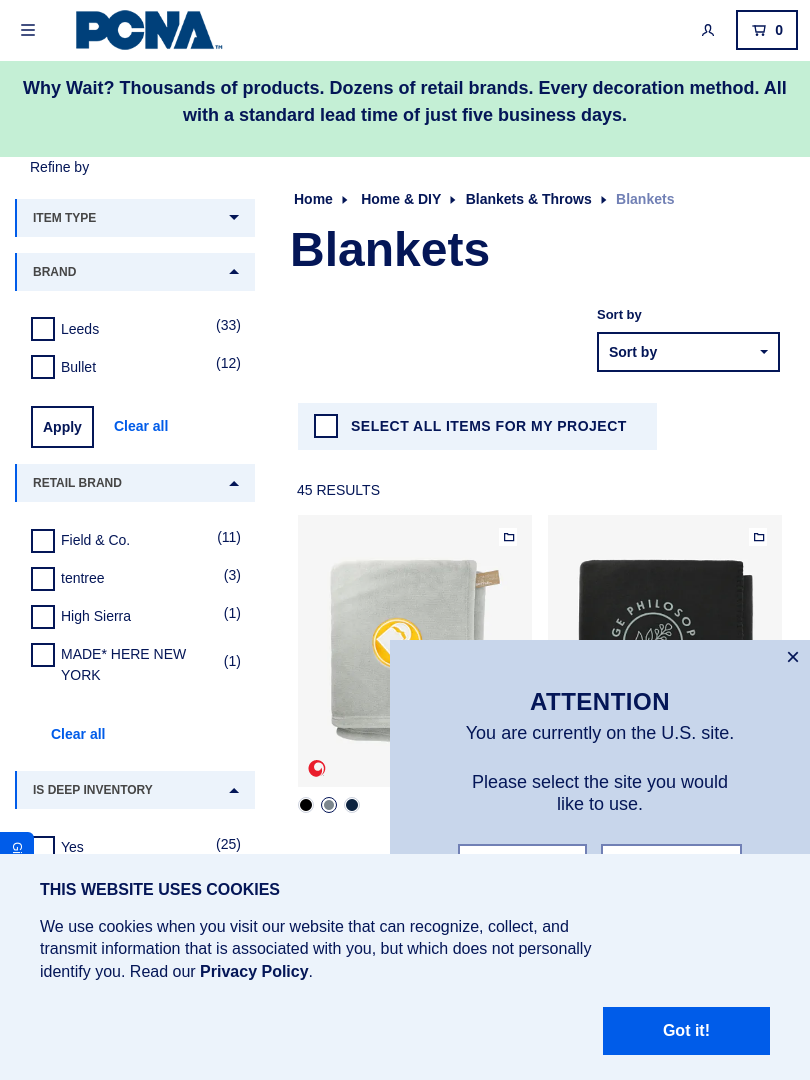 PCNA™
0
Why Wait? Thousands of products. Dozens of retail brands. Every decoration method. All
with a standard lead time of just five business days.
Refine by
Home
Home & DIY
Blankets & Throws
Blankets
ITEM TYPE
Blankets
BRAND
Leeds (33)
Bullet (12)
Apply
Clear all
Sort by
Sort by
SELECT ALL ITEMS FOR MY PROJECT
RETAIL BRAND
Field & Co. (11)
tentree (3)
High Sierra (1)
MADE* HERE NEW
YORK (1)
Clear all
45 RESULTS
GE PHILOSOP
IS DEEP INVENTORY
Yes (25)
ATTENTION
You are currently on the U.S. site.
Please select the site you would
like to use.
THIS WEBSITE USES COOKIES
We use cookies when you visit our website that can recognize, collect, and
transmit information that is associated with you, but which does not personally
identify you. Read our Privacy Policy.
Got it!